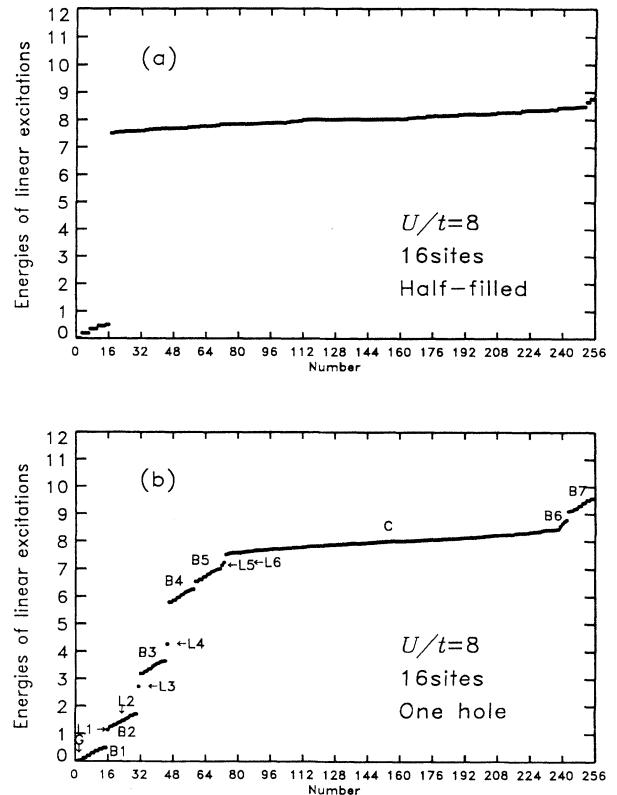 12
11
10
9
8
7
6
5
4
3
2
1
0
Energies of linear excitations
(a)
U/t=8
16sites
Half-filled
0 16 32 48 64 80 96 112 128 144 160 176 192 208 224 240 256
Number
12
11
10
9
8
7
6
5
4
3
2
1
0
Energies of linear excitations
(b)
B7
B6
C
B5
←L5←L6
B4
←L4
B3
←L3
L2
L1→
B2
G
B1
U/t=8
16sites
One hole
0 16 32 48 64 80 96 112 128 144 160 176 192 208 224 240 256
Number